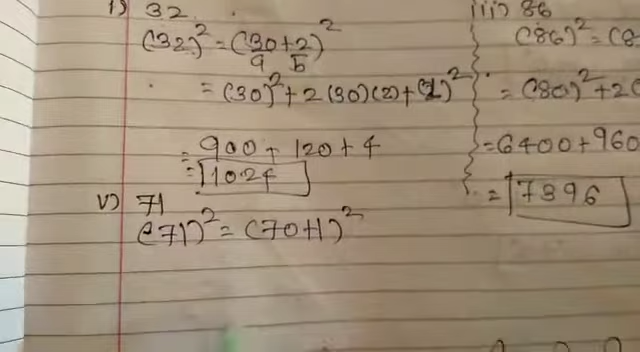 i) 32
(32)² = (30+2)²
a b
= (30)² + 2(30)(2) + (2)²
= 900 + 120 + 4
= 1024
v) 71
(71)² = (70+1)²
iii) 86
(86)² = (8
= (80)² + 2(
= 6400 + 960
= 7396